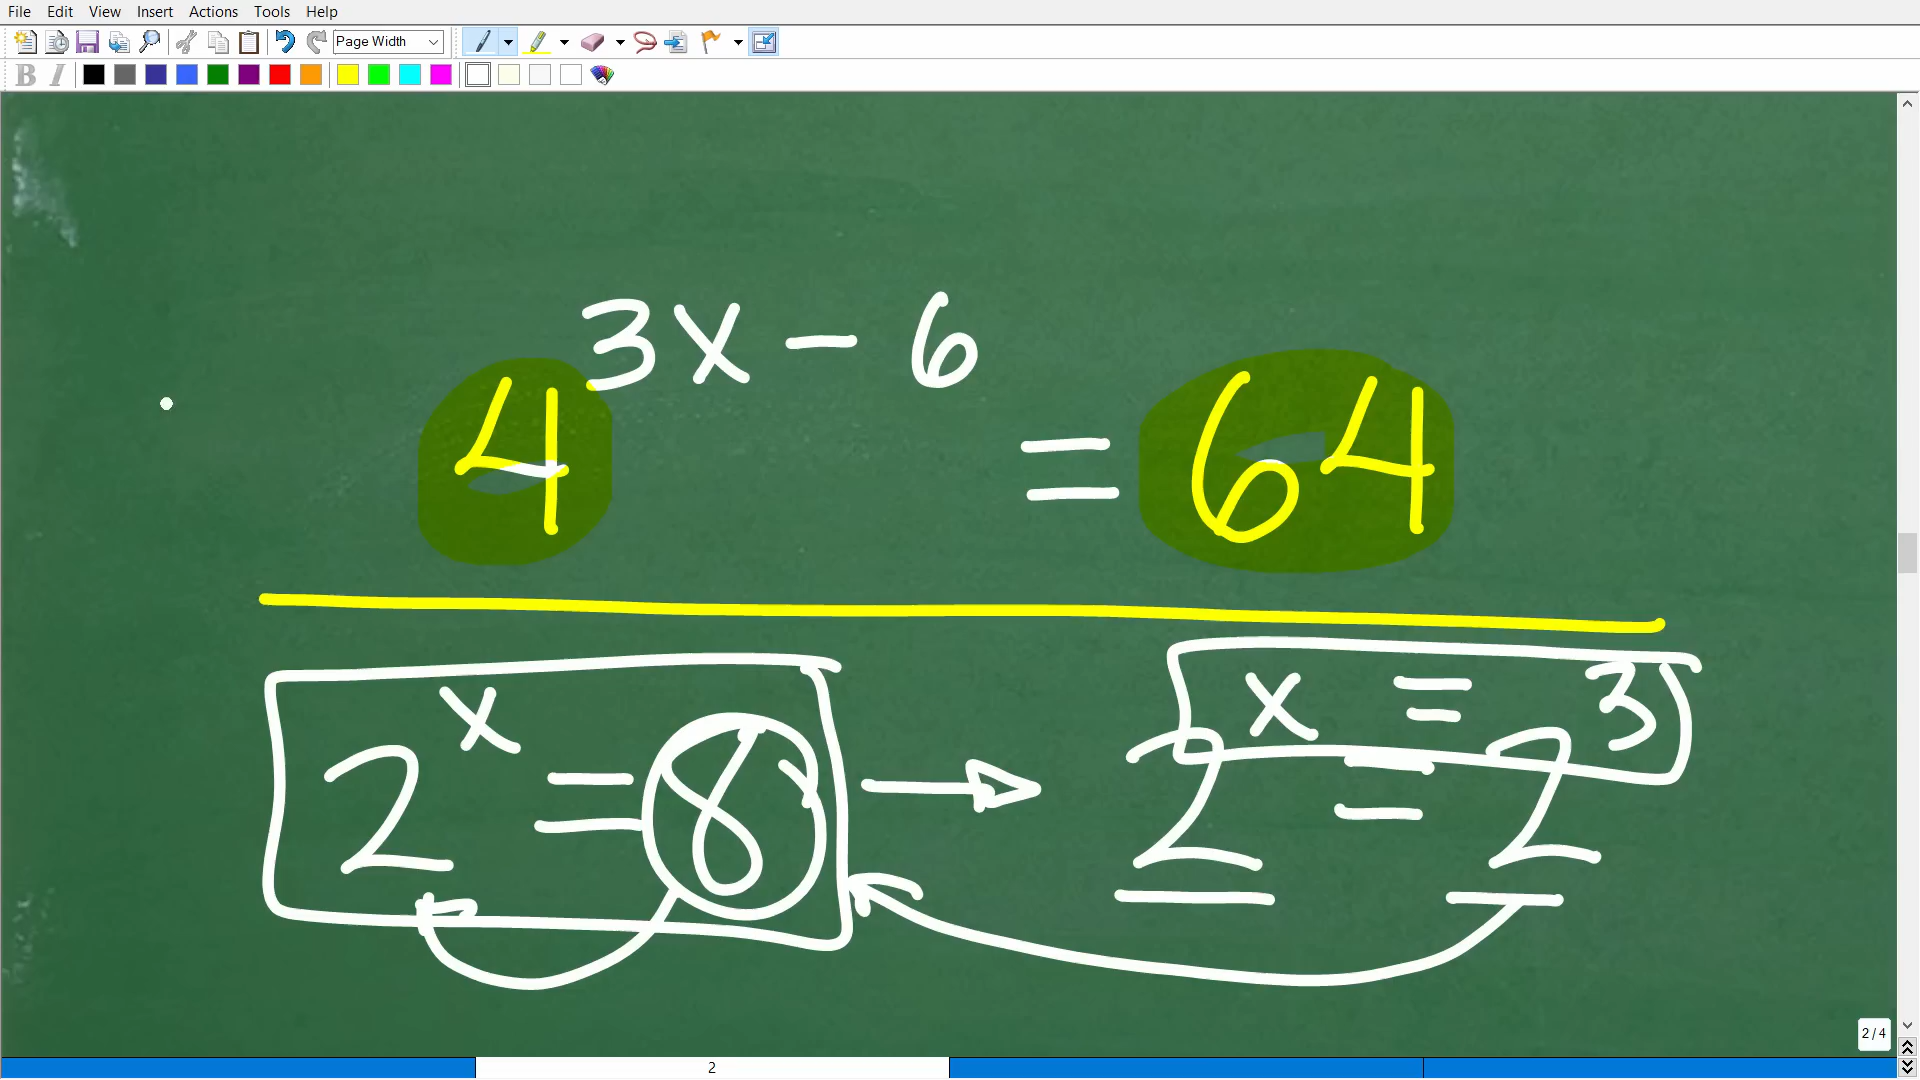 File Edit View Insert Actions Tools Help
Page Width
B I
4^{3x - 6} = 64
2^x = 8 → 2^x = 2^3
2 / 4
2